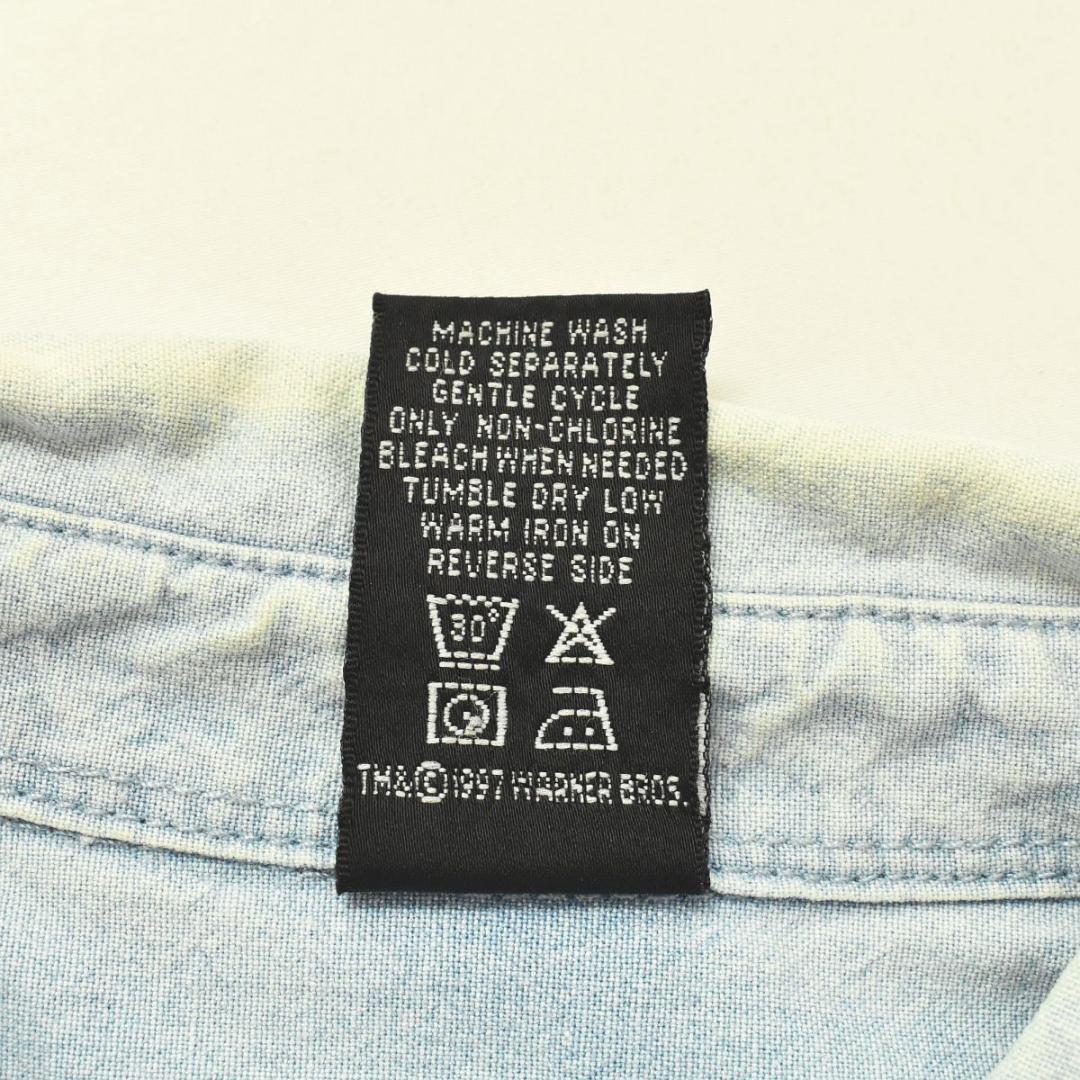 MACHINE WASH
COLD SEPARATELY
GENTLE CYCLE
ONLY NON-CHLORINE
BLEACH WHEN NEEDED
TUMBLE DRY LOW
WARM IRON ON
REVERSE SIDE
30°
TM&©1997 WARNER BROS.